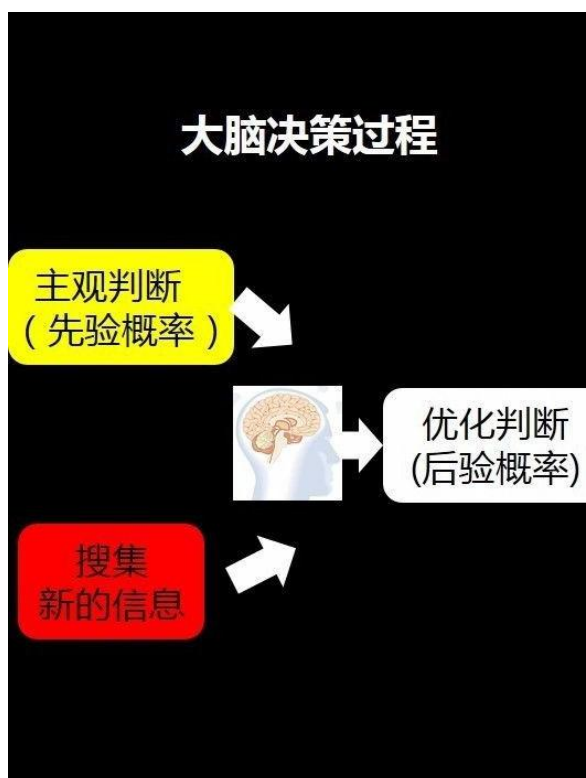 大脑决策过程
主观判断
（先验概率）
优化判断
(后验概率)
搜集
新的信息